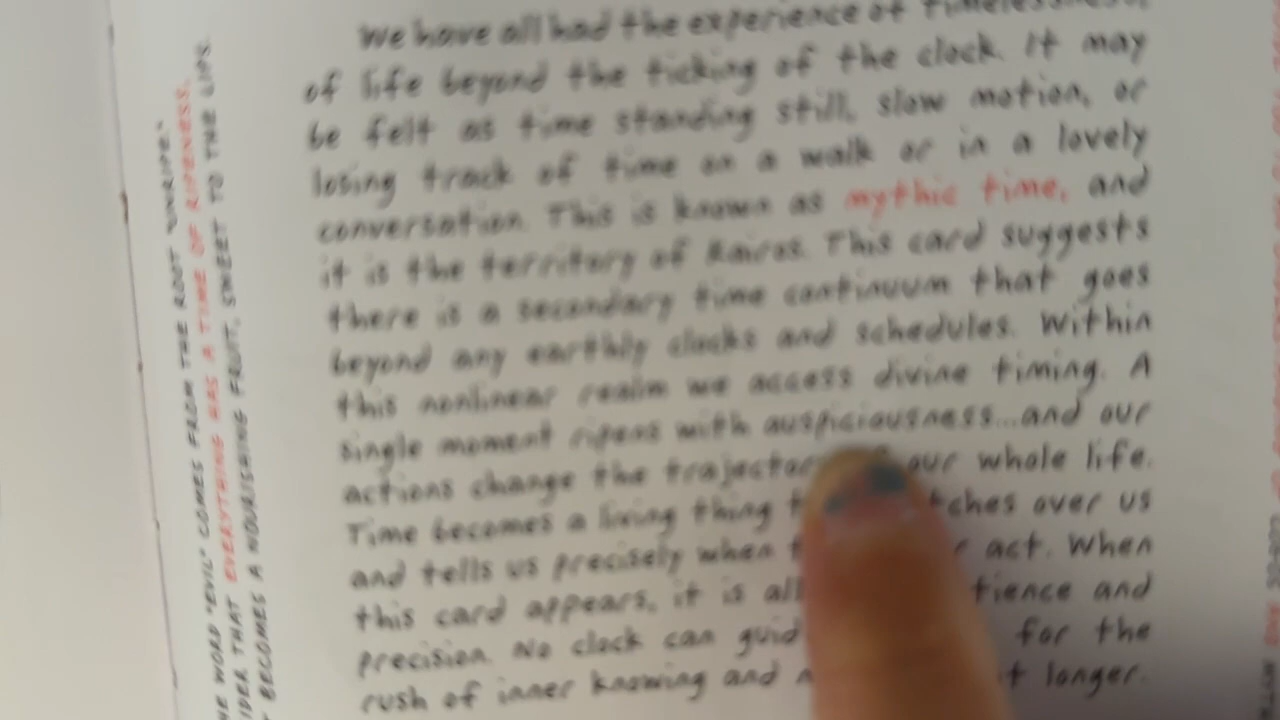 We have all had the experience of timelessness,
of life beyond the ticking of the clock. It may
be felt as time standing still, slow motion, or
losing track of time on a walk or in a lovely
conversation. This is known as mythic time, and
it is the territory of Kairos. This card suggests
there is a secondary time continuum that goes
beyond any earthly clocks and schedules. Within
this nonlinear realm we access divine timing. A
single moment ripens with auspiciousness...and our
actions change the trajector our whole life.
Time becomes a living thing tches over us
and tells us precisely when act. When
this card appears, it is all tience and
precision. No clock can guid for the
rush of inner knowing and longer.
WORD "EVIL" COMES FROM THE ROOT "UNRIPE."
THAT EVERYTHING HAS A TIME OF RIPENESS.
BECOMES A NOURISHING FRUIT, SWEET TO THE LIPS.